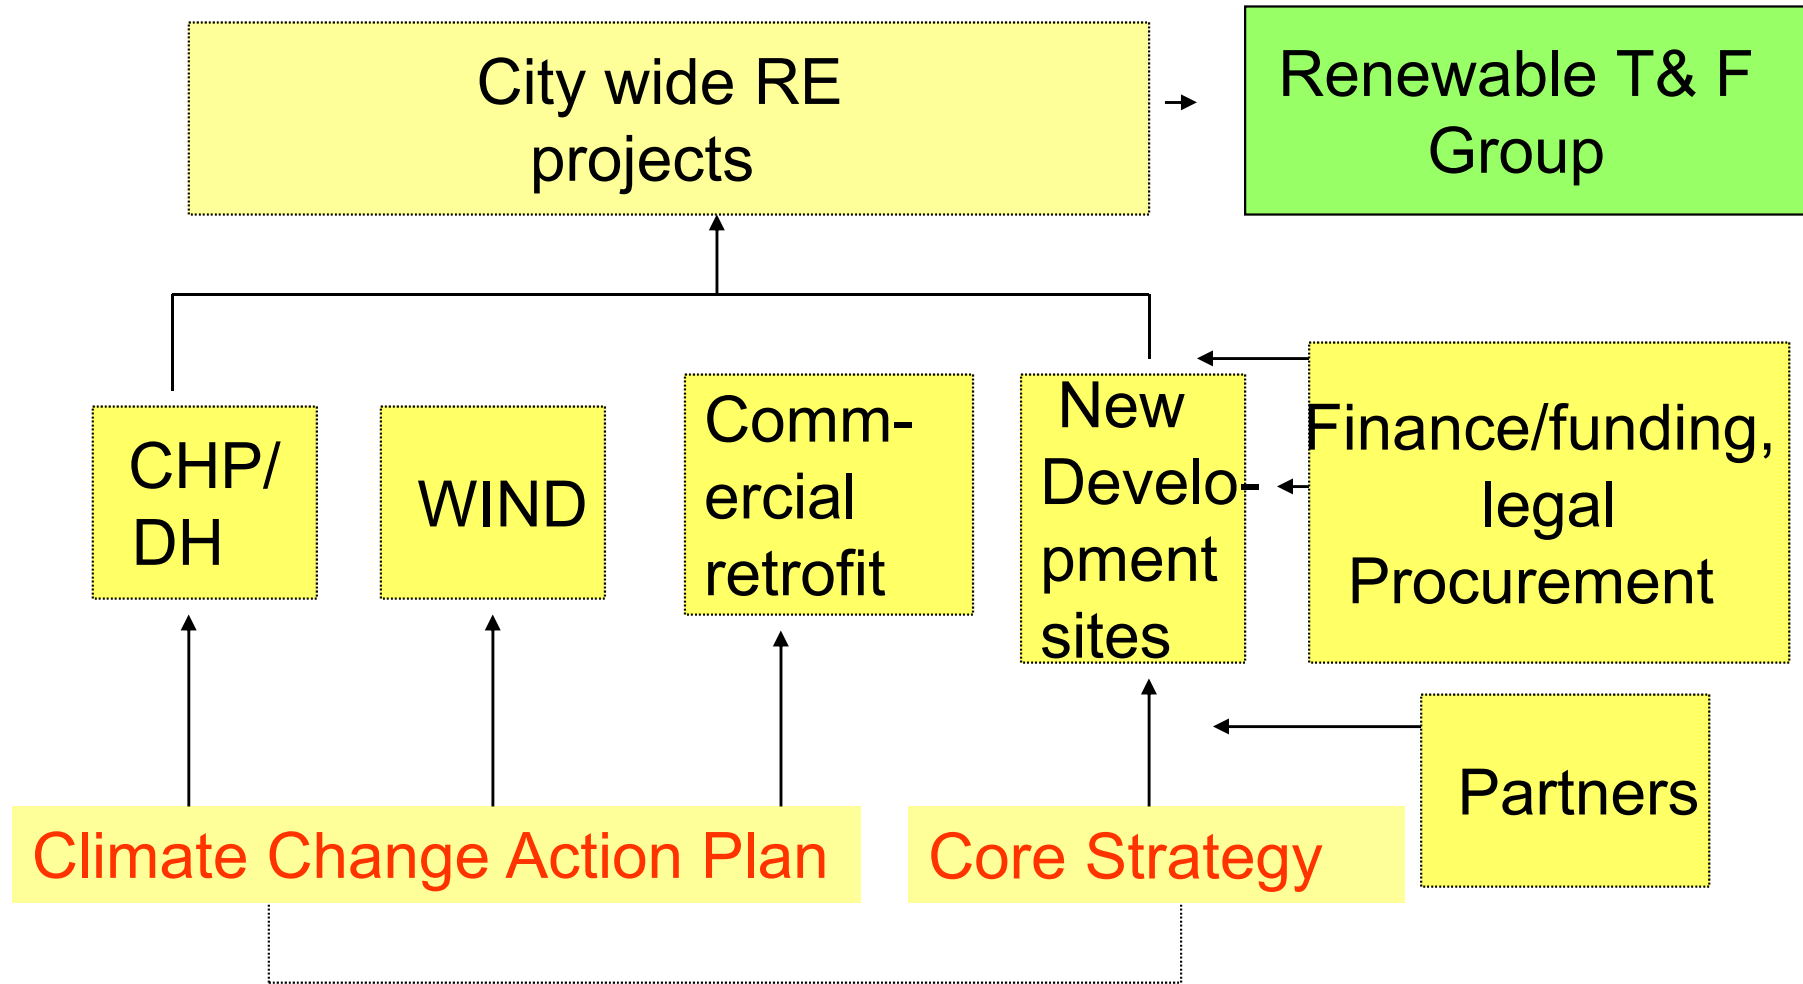 City wide RE
projects
Renewable T& F
Group
CHP/
DH
WIND
Comm-
ercial
retrofit
New
Develo-
pment
sites
Finance/funding,
legal
Procurement
Partners
Climate Change Action Plan
Core Strategy